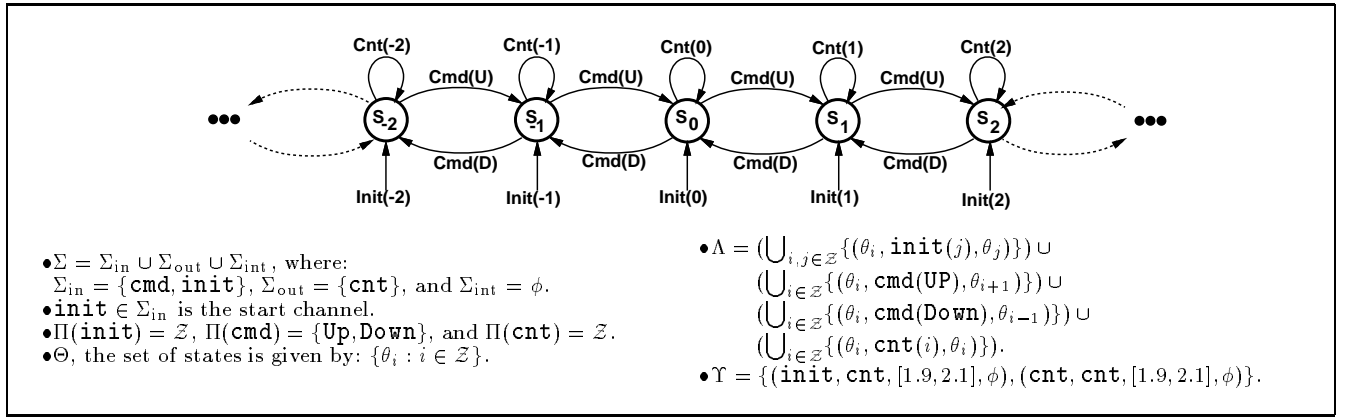 Cnt(-2) Cnt(-1) Cnt(0) Cnt(1) Cnt(2)
Cmd(U) Cmd(U) Cmd(U) Cmd(U)
●●● S-2 S-1 S0 S1 S2 ●●●
Cmd(D) Cmd(D) Cmd(D) Cmd(D)
Init(-2) Init(-1) Init(0) Init(1) Init(2)
●Σ = Σin ∪ Σout ∪ Σint, where:
Σin = {cmd, init}, Σout = {cnt}, and Σint = ϕ.
●init ∈ Σin is the start channel.
●Π(init) = 𝒵, Π(cmd) = {Up,Down}, and Π(cnt) = 𝒵.
●Θ, the set of states is given by: {θi : i ∈ 𝒵}.
●Λ = (⋃i,j∈𝒵{(θi, init(j), θj)}) ∪
(⋃i∈𝒵{(θi, cmd(UP), θi+1)}) ∪
(⋃i∈𝒵{(θi, cmd(Down), θi−1)}) ∪
(⋃i∈𝒵{(θi, cnt(i), θi)}).
●Υ = {(init, cnt, [1.9, 2.1], ϕ), (cnt, cnt, [1.9, 2.1], ϕ)}.